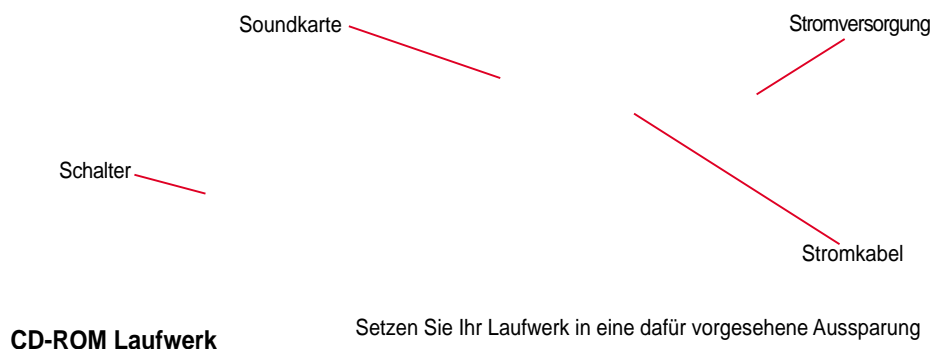 Soundkarte
Stromversorgung
Schalter
Stromkabel
CD-ROM Laufwerk
Setzen Sie Ihr Laufwerk in eine dafür vorgesehene Aussparung